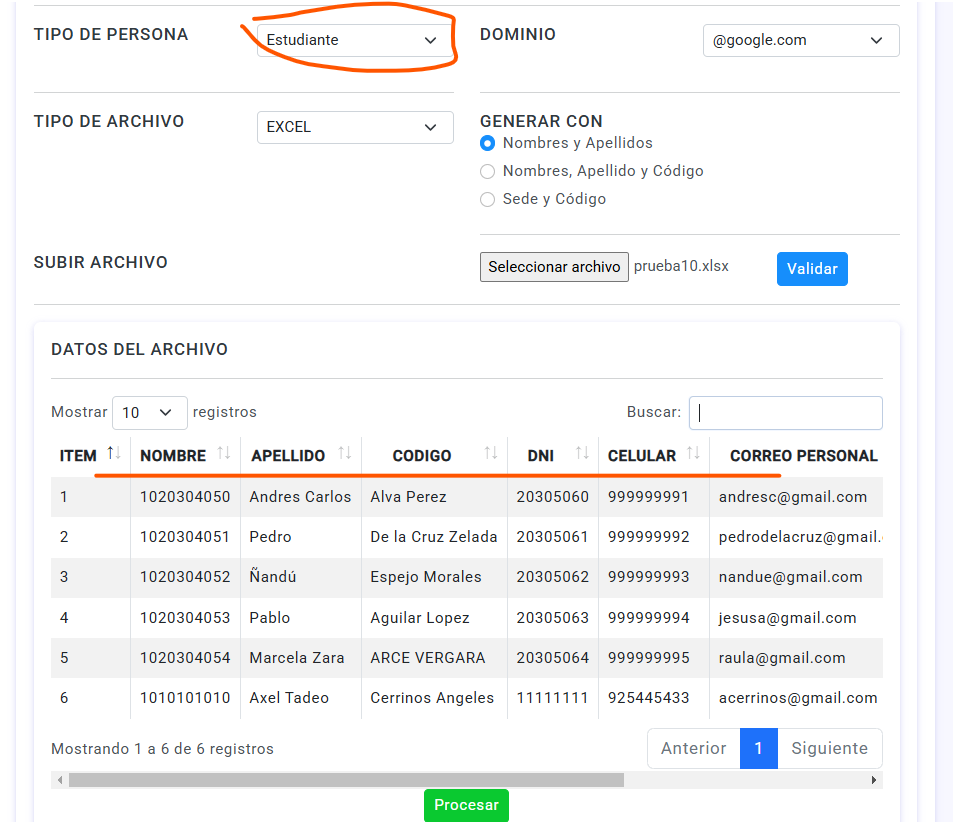 TIPO DE PERSONA Estudiante DOMINIO @google.com
TIPO DE ARCHIVO EXCEL GENERAR CON
Nombres y Apellidos
Nombres, Apellido y Código
Sede y Código
SUBIR ARCHIVO Seleccionar archivo prueba10.xlsx Validar
DATOS DEL ARCHIVO
Mostrar 10 registros Buscar:
ITEM NOMBRE APELLIDO CODIGO DNI CELULAR CORREO PERSONAL
1 1020304050 Andres Carlos Alva Perez 20305060 999999991 andresc@gmail.com
2 1020304051 Pedro De la Cruz Zelada 20305061 999999992 pedrodelacruz@gmail.
3 1020304052 Ñandú Espejo Morales 20305062 999999993 nandue@gmail.com
4 1020304053 Pablo Aguilar Lopez 20305063 999999994 jesusa@gmail.com
5 1020304054 Marcela Zara ARCE VERGARA 20305064 999999995 raula@gmail.com
6 1010101010 Axel Tadeo Cerrinos Angeles 11111111 925445433 acerrinos@gmail.com
Mostrando 1 a 6 de 6 registros Anterior 1 Siguiente
Procesar